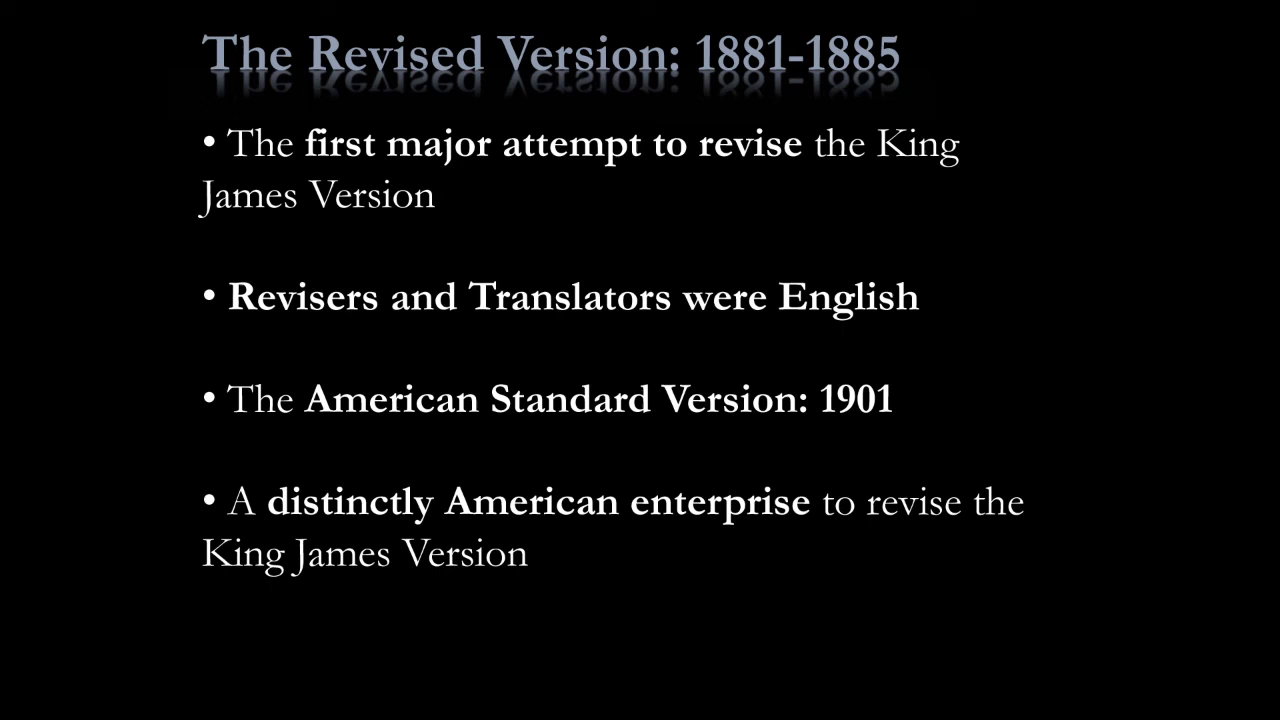 The Revised Version: 1881-1885
• The first major attempt to revise the King
James Version
• Revisers and Translators were English
• The American Standard Version: 1901
• A distinctly American enterprise to revise the
King James Version